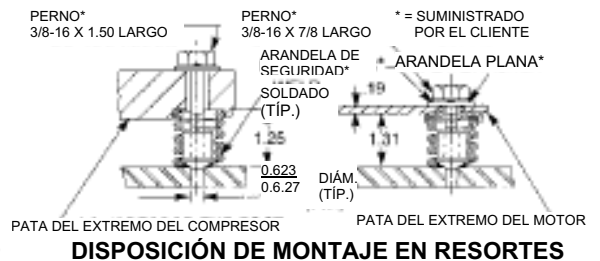 PERNO*
3/8-16 X 1.50 LARGO
PERNO*
3/8-16 X 7/8 LARGO
* = SUMINISTRADO
POR EL CLIENTE
ARANDELA DE
SEGURIDAD*
* ARANDELA PLANA*
SOLDADO
(TÍP.)
.19
1.25
1.31
0.623
0.6.27
DIÁM.
(TÍP.)
PATA DEL EXTREMO DEL COMPRESOR
PATA DEL EXTREMO DEL MOTOR
DISPOSICIÓN DE MONTAJE EN RESORTES